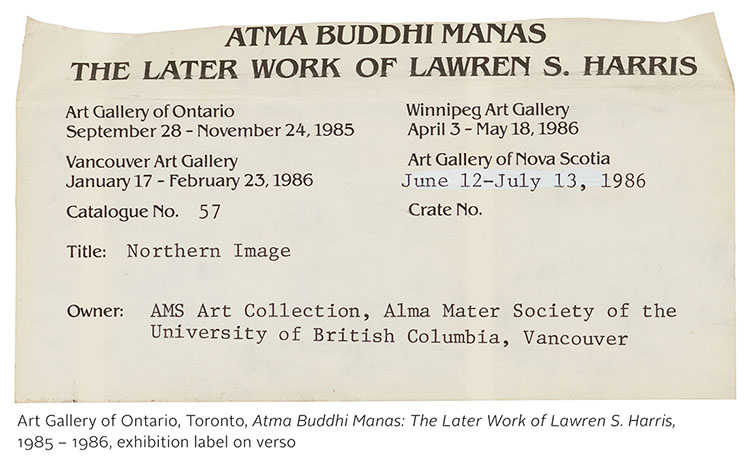 ATMA BUDDHI MANAS
THE LATER WORK OF LAWREN S. HARRIS
Art Gallery of Ontario
September 28 - November 24, 1985
Winnipeg Art Gallery
April 3 - May 18, 1986
Vancouver Art Gallery
January 17 - February 23, 1986
Art Gallery of Nova Scotia
June 12-July 13, 1986
Catalogue No. 57
Crate No.
Title: Northern Image
Owner: AMS Art Collection, Alma Mater Society of the
University of British Columbia, Vancouver
Art Gallery of Ontario, Toronto, Atma Buddhi Manas: The Later Work of Lawren S. Harris,
1985 – 1986, exhibition label on verso